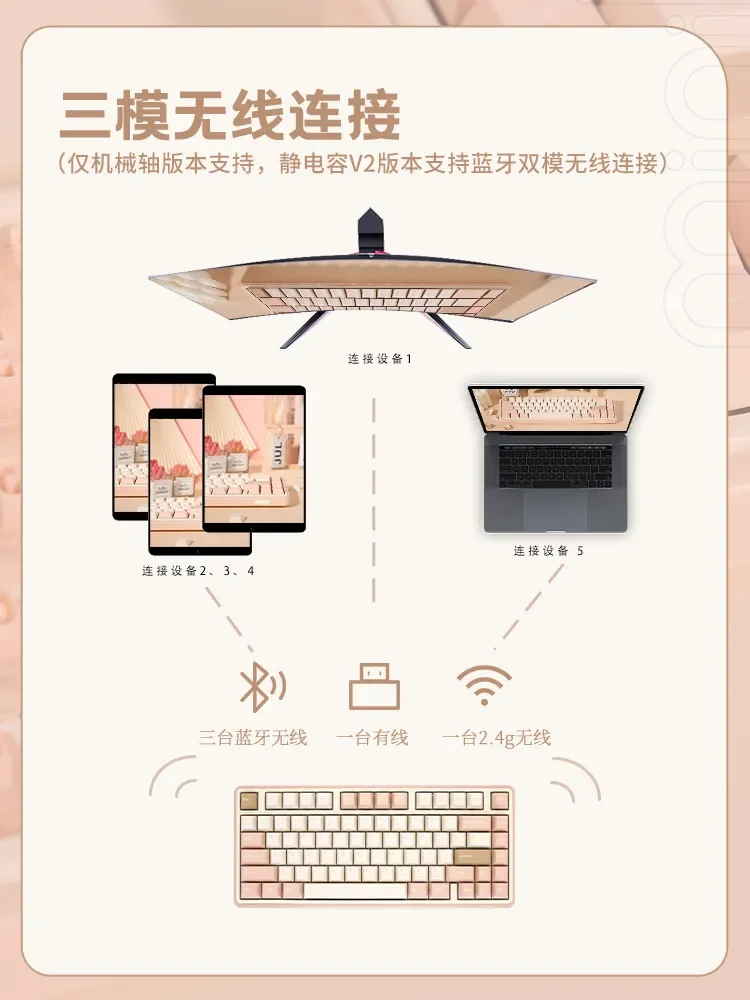 三模无线连接
（仅机械轴版本支持，静电容V2版本支持蓝牙双模无线连接）
连接设备1
JUL
连接设备2、3、4
连接设备 5
三台蓝牙无线
一台有线
一台2.4g无线